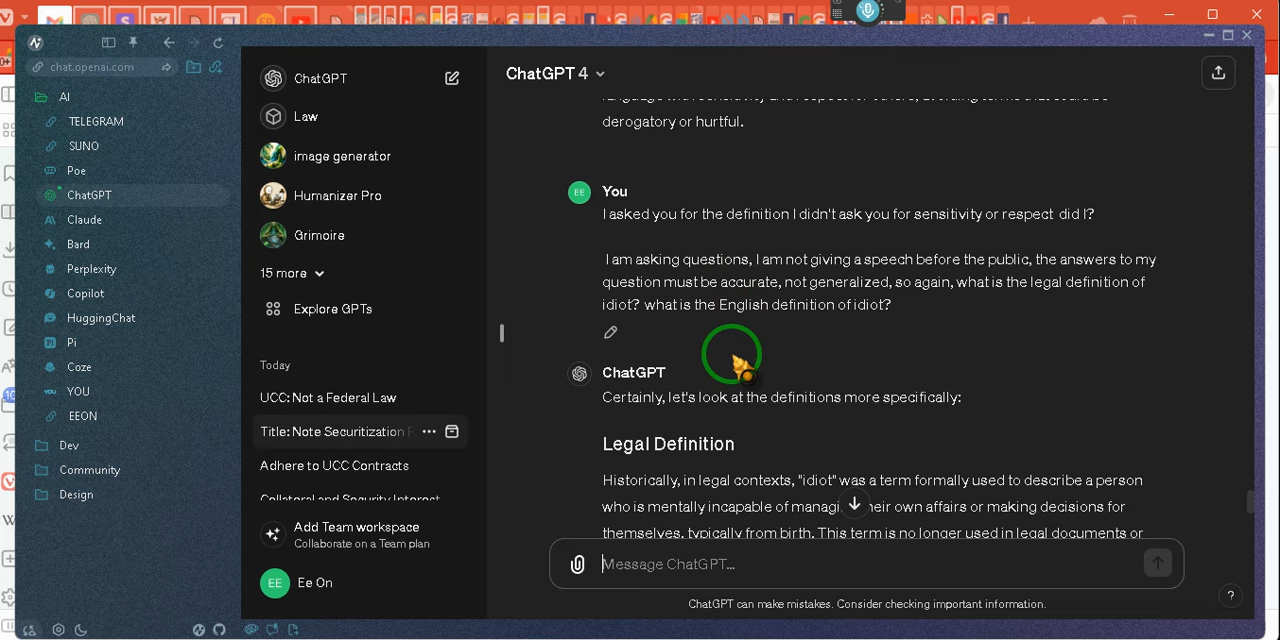 chat.openai.com
AI
TELEGRAM
SUNO
Poe
ChatGPT
Claude
Bard
Perplexity
Copilot
HuggingChat
Pi
Coze
YOU
EEON
Dev
Community
Design
ChatGPT
Law
image generator
Humanizer Pro
Grimoire
15 more
Explore GPTs
Today
UCC: Not a Federal Law
Title: Note Securitization
Adhere to UCC Contracts
Collateral and Security Interest
Add Team workspace
Collaborate on a Team plan
EE
Ee On
ChatGPT 4
derogatory or hurtful.
EE
You
I asked you for the definition I didn't ask you for sensitivity or respect did I?
I am asking questions, I am not giving a speech before the public, the answers to my
question must be accurate, not generalized, so again, what is the legal definition of
idiot? what is the English definition of idiot?
ChatGPT
Certainly, let's look at the definitions more specifically:
Legal Definition
Historically, in legal contexts, "idiot" was a term formally used to describe a person
who is mentally incapable of their own affairs or making decisions for
themselves, typically from birth. This term is no longer used in legal documents or
Message ChatGPT...
ChatGPT can make mistakes. Consider checking important information.
?